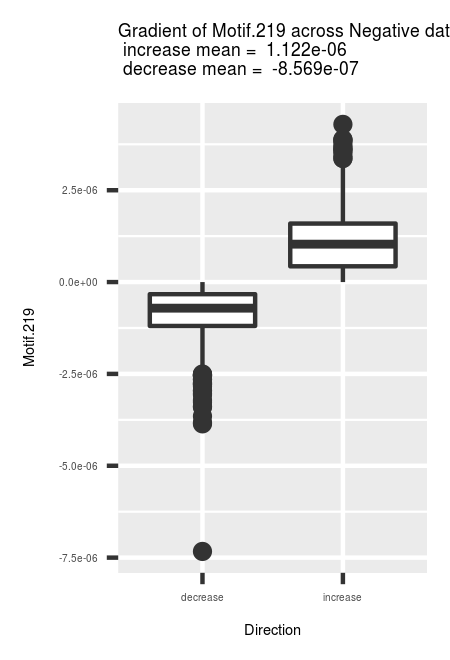 Gradient of Motif.219 across Negative dat
increase mean =  1.122e-06
decrease mean =  -8.569e-07
2.5e-06
0.0e+00
-2.5e-06
-5.0e-06
-7.5e-06
Motif.219
decrease
increase
Direction